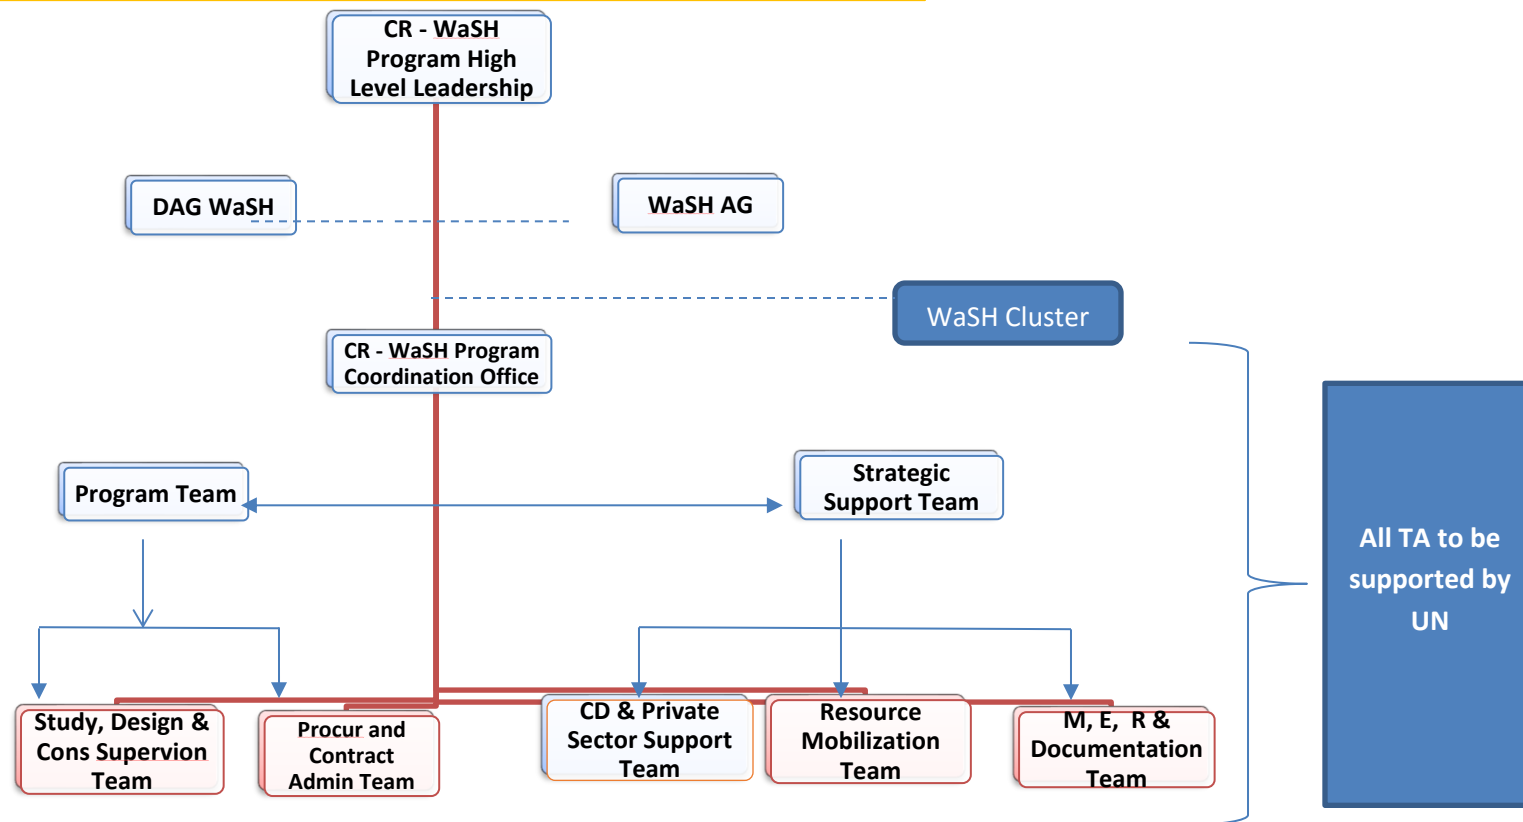 CR - WaSH
Program High
Level Leadership
DAG WaSH
WaSH AG
WaSH Cluster
CR - WaSH Program
Coordination Office
Program Team
Strategic
Support Team
All TA to be
supported by
UN
Study, Design &
Cons Supervion
Team
Procur and
Contract
Admin Team
CD & Private
Sector Support
Team
Resource
Mobilization
Team
M, E, R &
Documentation
Team